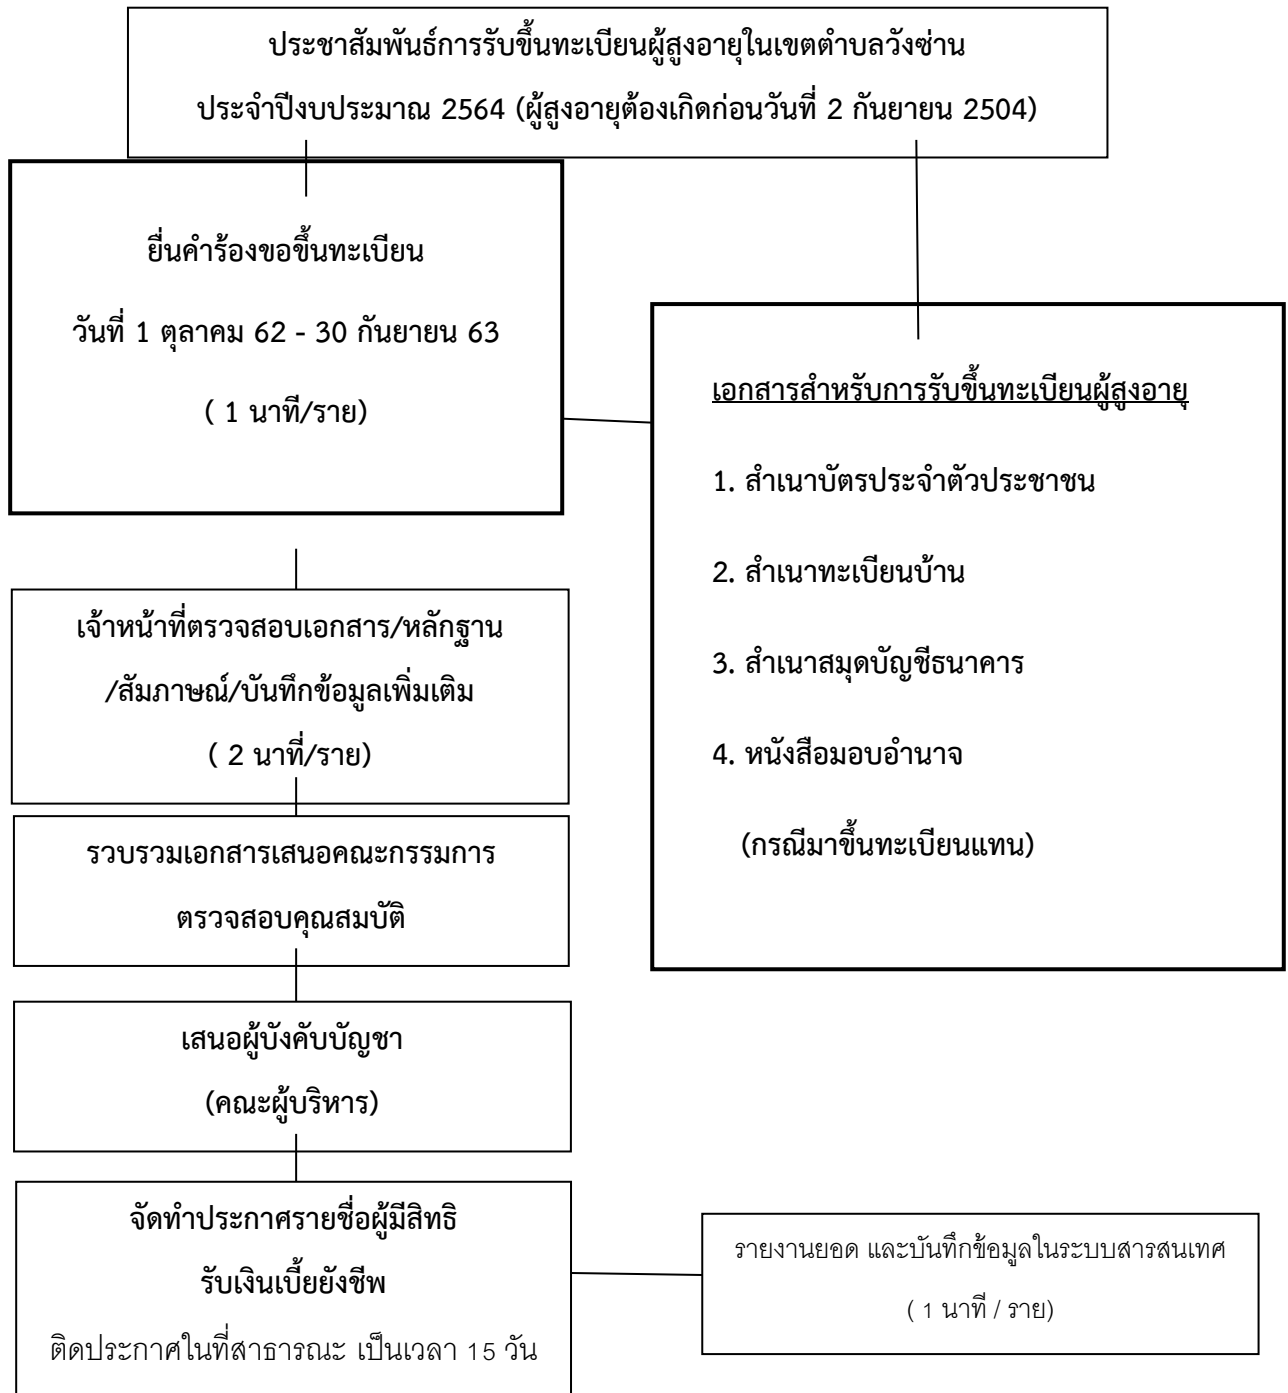 ประชาสัมพันธ์การรับขึ้นทะเบียนผู้สูงอายุในเขตตำบลวังซ่าน
ประจำปีงบประมาณ 2564 (ผู้สูงอายุต้องเกิดก่อนวันที่ 2 กันยายน 2504)
ยื่นคำร้องขอขึ้นทะเบียน
วันที่ 1 ตุลาคม 62 - 30 กันยายน 63
( 1 นาที/ราย)
เอกสารสำหรับการรับขึ้นทะเบียนผู้สูงอายุ
1. สำเนาบัตรประจำตัวประชาชน
2. สำเนาทะเบียนบ้าน
3. สำเนาสมุดบัญชีธนาคาร
4. หนังสือมอบอำนาจ
(กรณีมาขึ้นทะเบียนแทน)
เจ้าหน้าที่ตรวจสอบเอกสาร/หลักฐาน
/สัมภาษณ์/บันทึกข้อมูลเพิ่มเติม
( 2 นาที่/ราย)
รวบรวมเอกสารเสนอคณะกรรมการ
ตรวจสอบคุณสมบัติ
เสนอผู้บังคับบัญชา
(คณะผู้บริหาร)
จัดทำประกาศรายชื่อผู้มีสิทธิ
รับเงินเบี้ยยังชีพ
ติดประกาศในที่สาธารณะ เป็นเวลา 15 วัน
รายงานยอด และบันทึกข้อมูลในระบบสารสนเทศ
( 1 นาที / ราย)